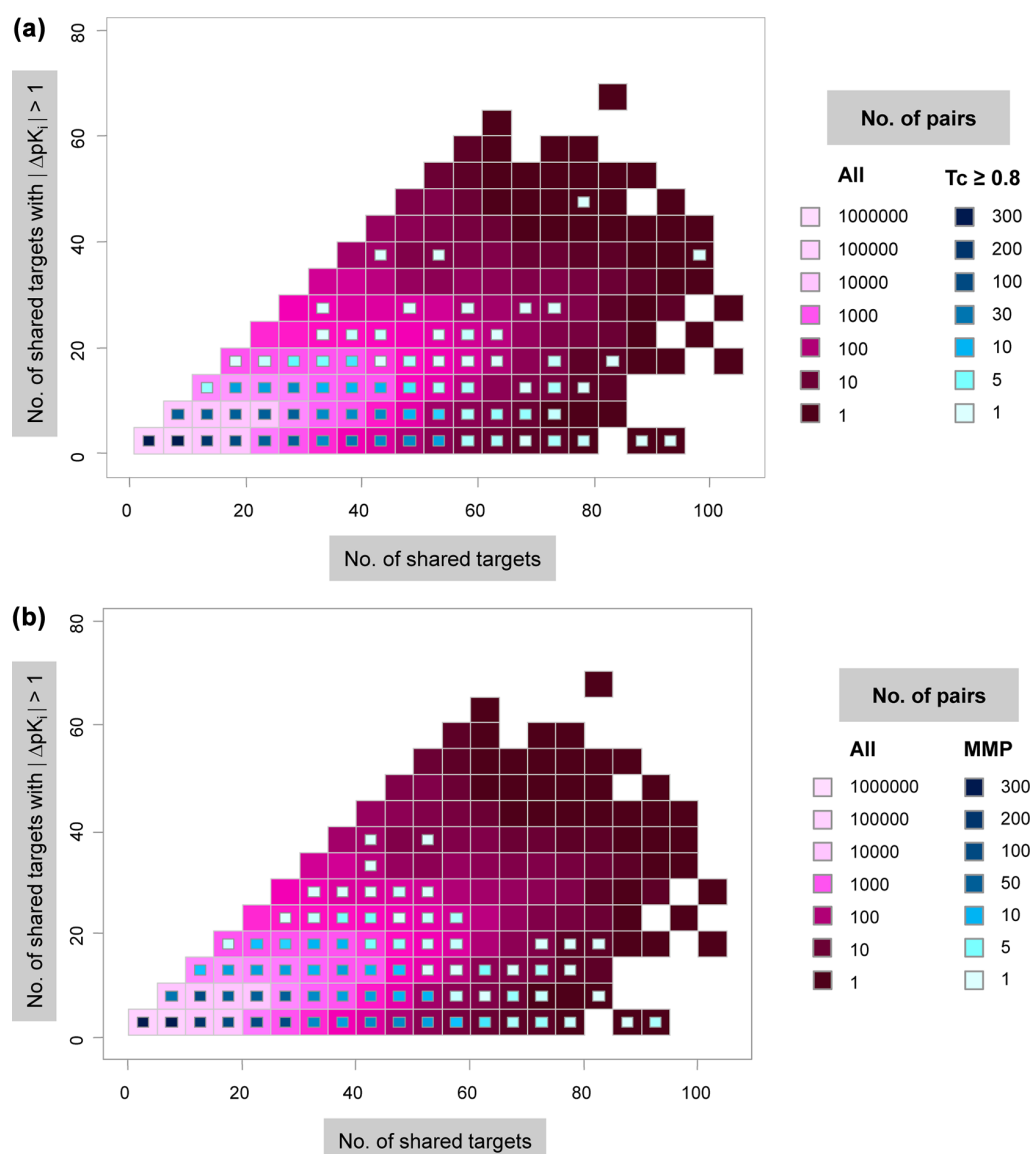 (a)
No. of shared targets with | ΔpKi | > 1
0 20 40 60 80
0 20 40 60 80 100
No. of shared targets
No. of pairs
All Tc ≥ 0.8
1000000 300
100000 200
10000 100
1000 30
100 10
10 5
1 1
(b)
No. of shared targets with | ΔpKi | > 1
0 20 40 60 80
0 20 40 60 80 100
No. of shared targets
No. of pairs
All MMP
1000000 300
100000 200
10000 100
1000 50
100 10
10 5
1 1